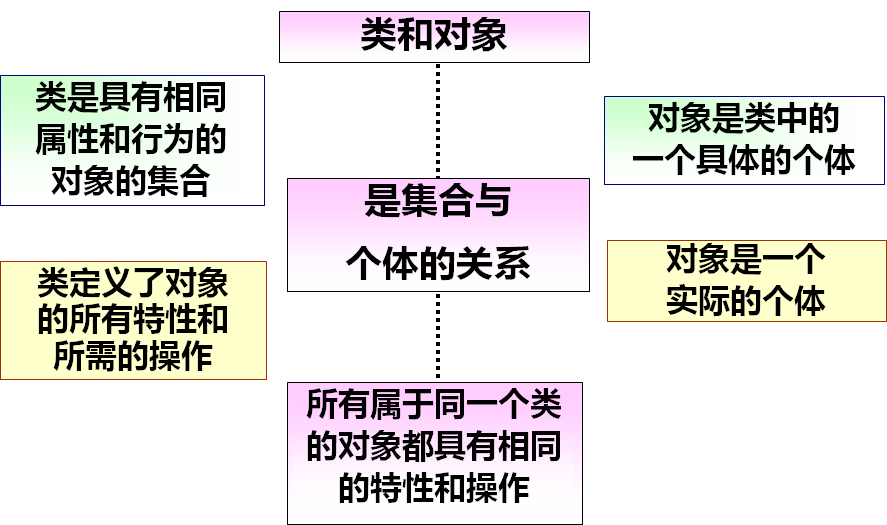 类和对象
类是具有相同
属性和行为的
对象的集合
对象是类中的
一个具体的个体
是集合与
个体的关系
类定义了对象
的所有特性和
所需的操作
对象是一个
实际的个体
所有属于同一个类
的对象都具有相同
的特性和操作